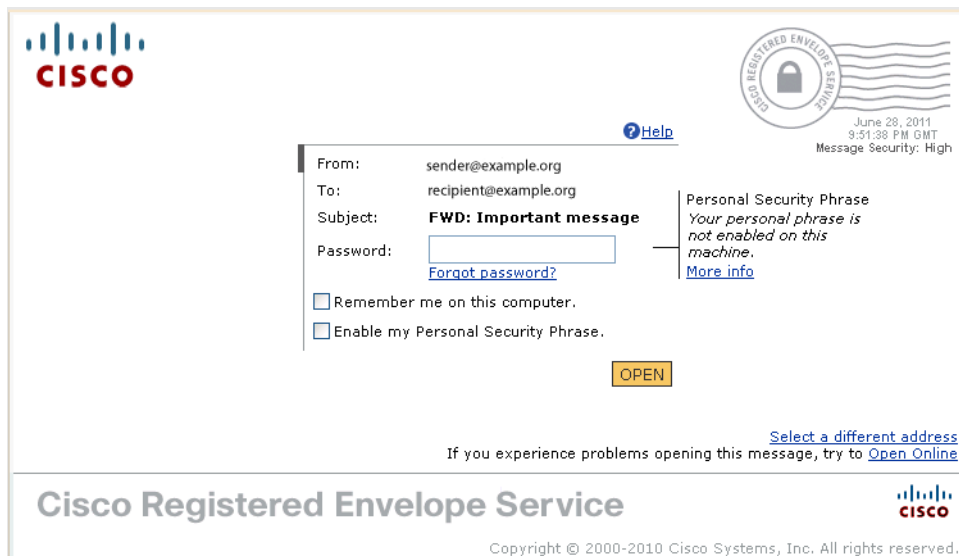 CISCO
CISCO REGISTERED ENVELOPE SERVICE
June 28, 2011
9:51:38 PM GMT
Message Security: High
?Help
From: sender@example.org
To: recipient@example.org
Subject: FWD: Important message
Password:
Forgot password?
Personal Security Phrase
Your personal phrase is
not enabled on this
machine.
More info
Remember me on this computer.
Enable my Personal Security Phrase.
OPEN
Select a different address
If you experience problems opening this message, try to Open Online
Cisco Registered Envelope Service
CISCO
Copyright © 2000-2010 Cisco Systems, Inc. All rights reserved.